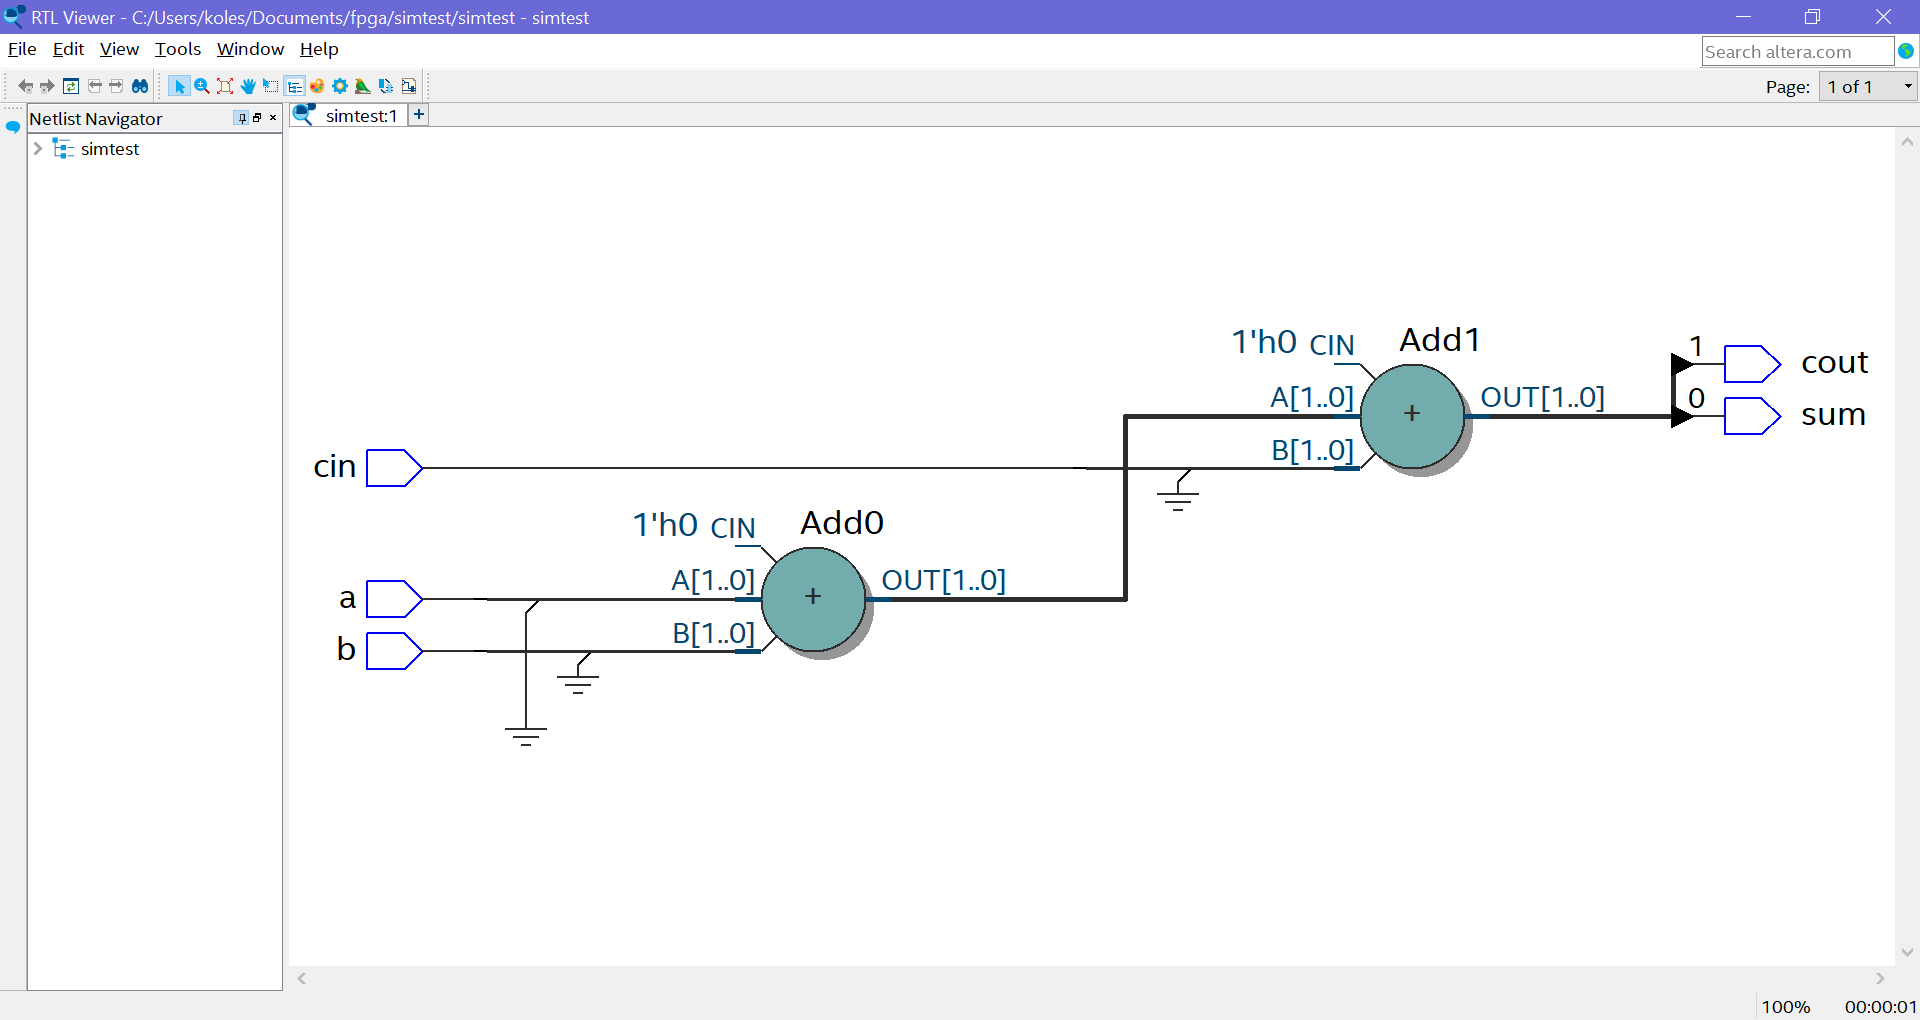 RTL Viewer - C:/Users/koles/Documents/fpga/simtest/simtest - simtest
File Edit View Tools Window Help
Search altera.com
Page: 1 of 1
Netlist Navigator
simtest:1 +
simtest
1'h0 CIN Add1
1 cout
A[1..0] OUT[1..0]
0 sum
+
B[1..0]
cin
1'h0 CIN Add0
A[1..0] OUT[1..0]
a
+
B[1..0]
b
100% 00:00:01